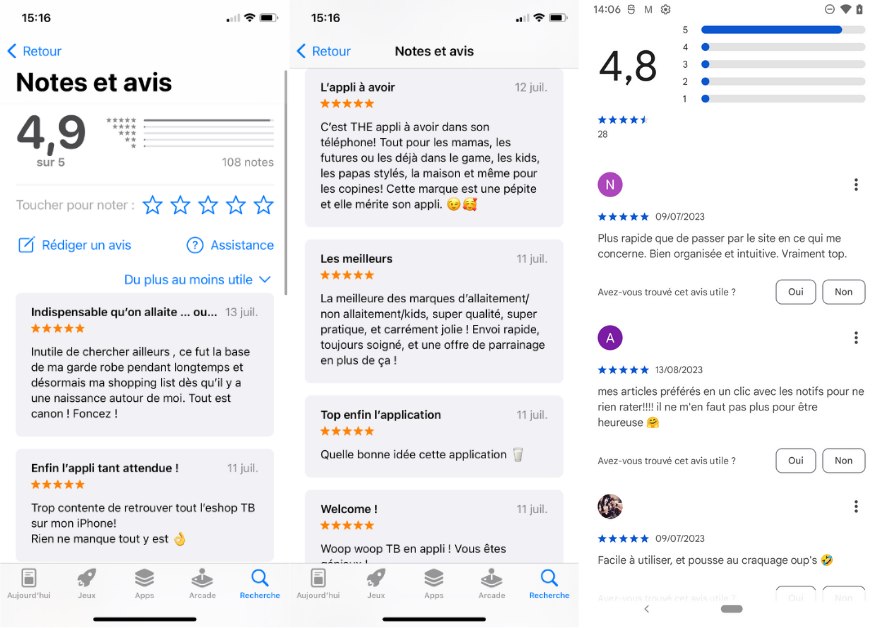 15:16
Retour
Notes et avis
4,9
sur 5
108 notes
Toucher pour noter :
Rédiger un avis
Assistance
Du plus au moins utile
Indispensable qu'on allaite ... ou... 13 juil.
Inutile de chercher ailleurs , ce fut la base
de ma garde robe pendant longtemps et
désormais ma shopping list dès qu'il y a
une naissance autour de moi. Tout est
canon ! Foncez !
Enfin l'appli tant attendue ! 11 juil.
Trop contente de retrouver tout l'eshop TB
sur mon iPhone!
Rien ne manque tout y est 👌
Aujourd'hui
Jeux
Apps
Arcade
Recherche
15:16
Retour
Notes et avis
L'appli à avoir 12 juil.
C'est THE appli à avoir dans son
téléphone! Tout pour les mamas, les
futures ou les déjà dans le game, les kids,
les papas stylés, la maison et même pour
les copines! Cette marque est une pépite
et elle mérite son appli. 😉🥰
Les meilleurs 11 juil.
La meilleure des marques d'allaitement/
non allaitement/kids, super qualité, super
pratique, et carrément jolie ! Envoi rapide,
toujours soigné, et une offre de parrainage
en plus de ça !
Top enfin l'application 11 juil.
Quelle bonne idée cette application 🥛
Welcome ! 11 juil.
Woop woop TB en appli ! Vous êtes
géniaux !
Aujourd'hui
Jeux
Apps
Arcade
Recherche
14:06
M
4,8
5
4
3
2
1
28
N
09/07/2023
Plus rapide que de passer par le site en ce qui me
concerne. Bien organisée et intuitive. Vraiment top.
Avez-vous trouvé cet avis utile ?
Oui
Non
A
13/08/2023
mes articles préférés en un clic avec les notifs pour ne
rien rater!!!! il ne m'en faut pas plus pour être
heureuse 🤗
Avez-vous trouvé cet avis utile ?
Oui
Non
09/07/2023
Facile à utiliser, et pousse au craquage oup's 🤣
Avez-vous trouvé cet avis utile ?
Oui
Non